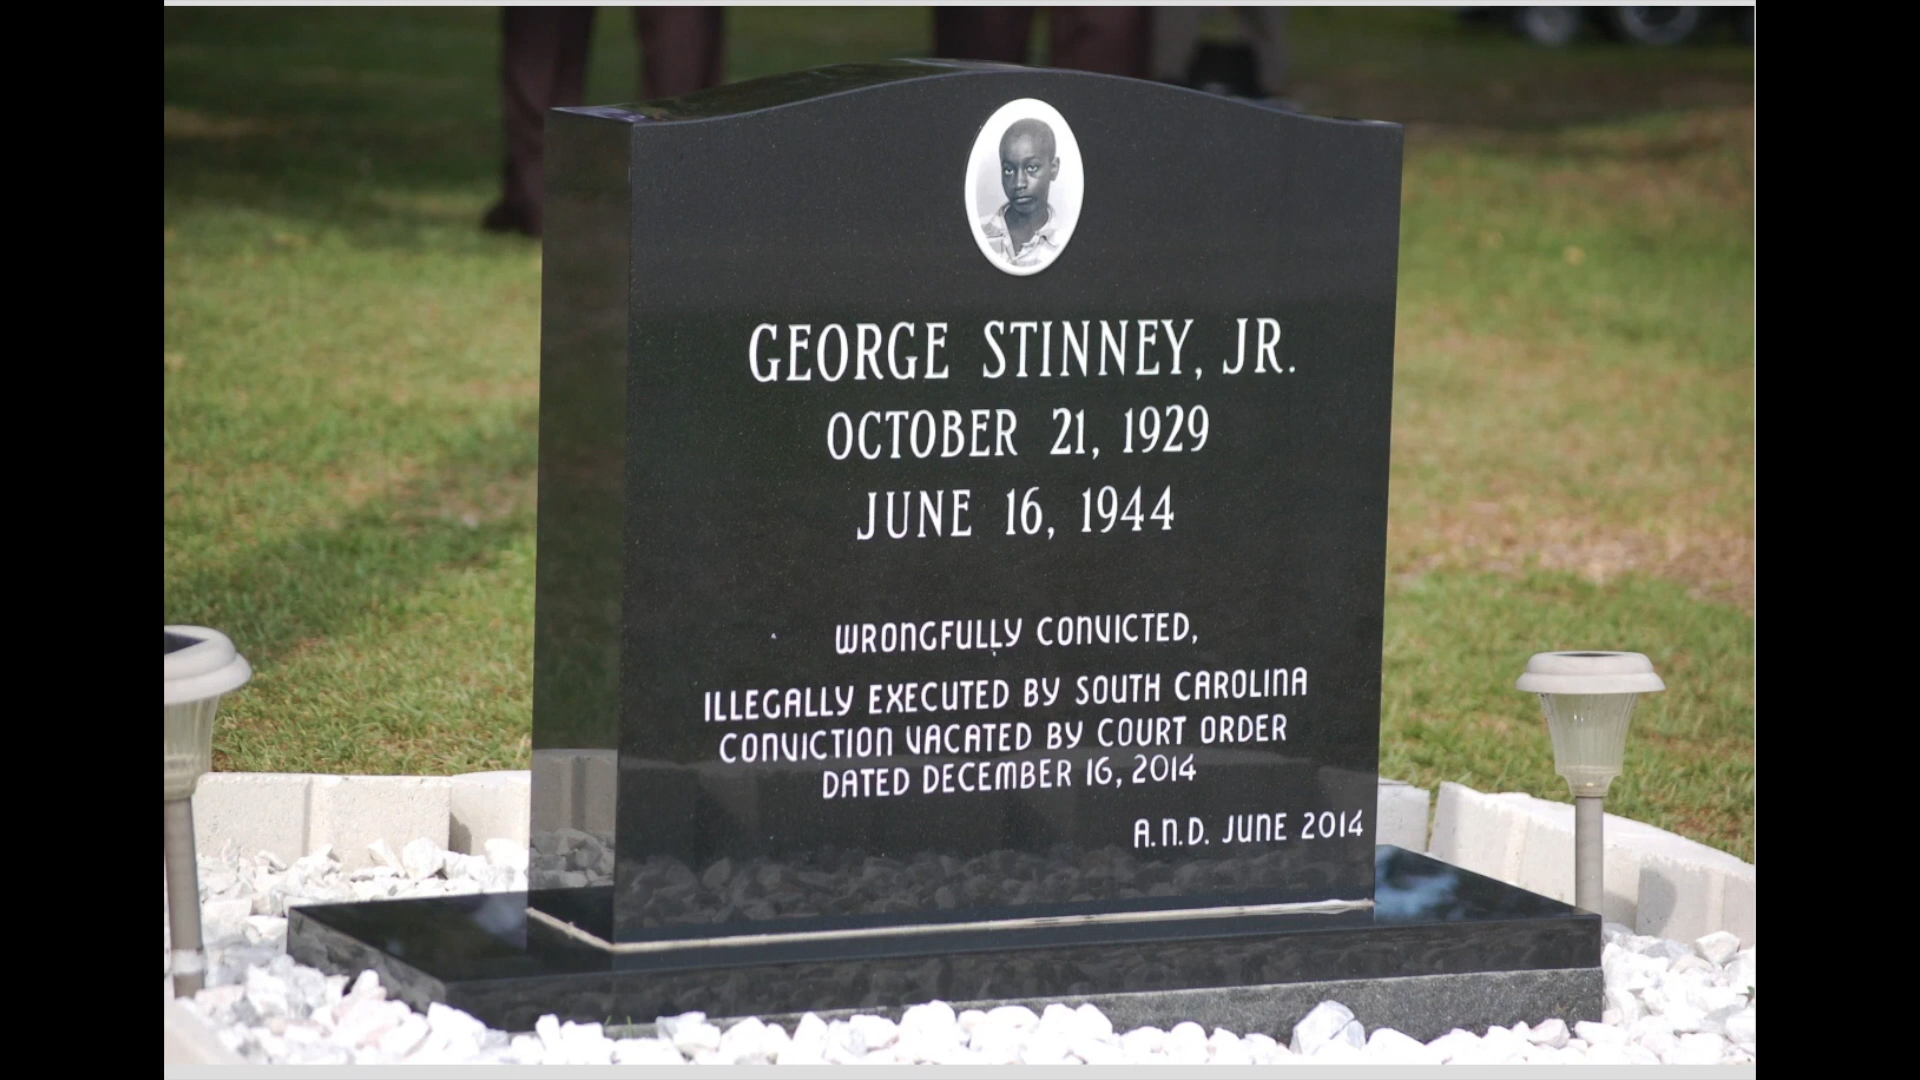 GEORGE STINNEY, JR.
OCTOBER 21, 1929
JUNE 16, 1944
WRONGFULLY CONVICTED,
ILLEGALLY EXECUTED BY SOUTH CAROLINA
CONVICTION VACATED BY COURT ORDER
DATED DECEMBER 16, 2014
A.N.D. JUNE 2014